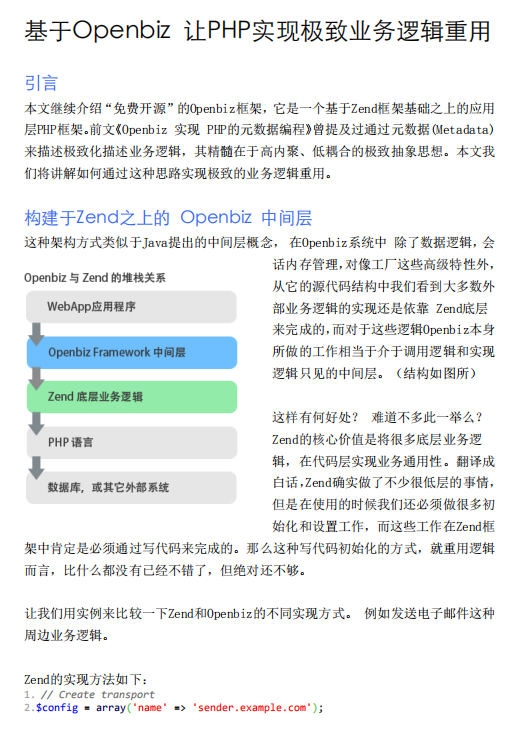 基于Openbiz 让PHP实现极致业务逻辑重用
引言
本文继续介绍“免费开源”的Openbiz框架，它是一个基于Zend框架基础之上的应用
层PHP框架。前文《Openbiz 实现 PHP的元数据编程》曾提及过通过元数据(Metadata)
来描述极致化描述业务逻辑，其精髓在于高内聚、低耦合的极致抽象思想。本文我
们将讲解如何通过这种思路实现极致的业务逻辑重用。
构建于Zend之上的 Openbiz 中间层
这种架构方式类似于Java提出的中间层概念， 在Openbiz系统中 除了数据逻辑，会
话内存管理，对像工厂这些高级特性外，
从它的源代码结构中我们看到大多数外
部业务逻辑的实现还是依靠 Zend底层
来完成的，而对于这些逻辑Openbiz本身
所做的工作相当于介于调用逻辑和实现
逻辑只见的中间层。（结构如图所）
Openbiz 与 Zend 的堆栈关系
WebApp应用程序
Openbiz Framework 中间层
Zend 底层业务逻辑
PHP 语言
数据库，或其它外部系统
这样有何好处？ 难道不多此一举么？
Zend的核心价值是将很多底层业务逻
辑，在代码层实现业务通用性。翻译成
白话，Zend确实做了不少很低层的事情，
但是在使用的时候我们还必须做很多初
始化和设置工作，而这些工作在Zend框
架中肯定是必须通过写代码来完成的。那么这种写代码初始化的方式，就重用逻辑
而言，比什么都没有已经不错了，但绝对还不够。
让我们用实例来比较一下Zend和Openbiz的不同实现方式。 例如发送电子邮件这种
周边业务逻辑。
Zend的实现方法如下：
1. // Create transport
2.$config = array('name' => 'sender.example.com');